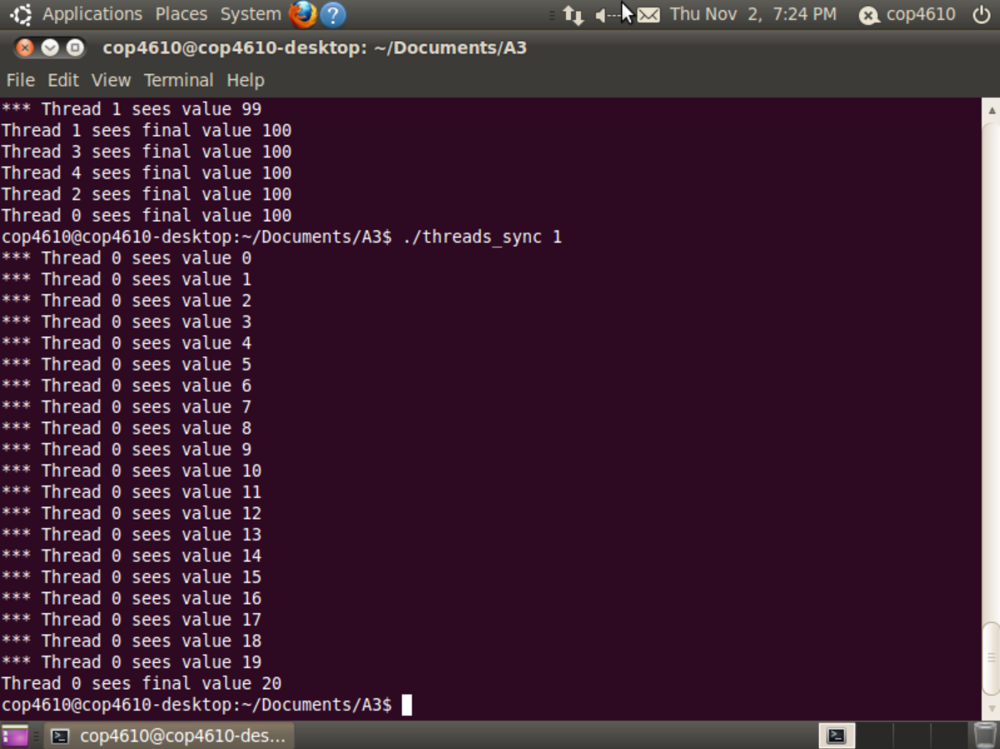 Applications Places System ? Thu Nov 2, 7:24 PM cop4610
cop4610@cop4610-desktop: ~/Documents/A3
File Edit View Terminal Help
*** Thread 1 sees value 99
Thread 1 sees final value 100
Thread 3 sees final value 100
Thread 4 sees final value 100
Thread 2 sees final value 100
Thread 0 sees final value 100
cop4610@cop4610-desktop:~/Documents/A3$ ./threads_sync 1
*** Thread 0 sees value 0
*** Thread 0 sees value 1
*** Thread 0 sees value 2
*** Thread 0 sees value 3
*** Thread 0 sees value 4
*** Thread 0 sees value 5
*** Thread 0 sees value 6
*** Thread 0 sees value 7
*** Thread 0 sees value 8
*** Thread 0 sees value 9
*** Thread 0 sees value 10
*** Thread 0 sees value 11
*** Thread 0 sees value 12
*** Thread 0 sees value 13
*** Thread 0 sees value 14
*** Thread 0 sees value 15
*** Thread 0 sees value 16
*** Thread 0 sees value 17
*** Thread 0 sees value 18
*** Thread 0 sees value 19
Thread 0 sees final value 20
cop4610@cop4610-desktop:~/Documents/A3$
cop4610@cop4610-des...